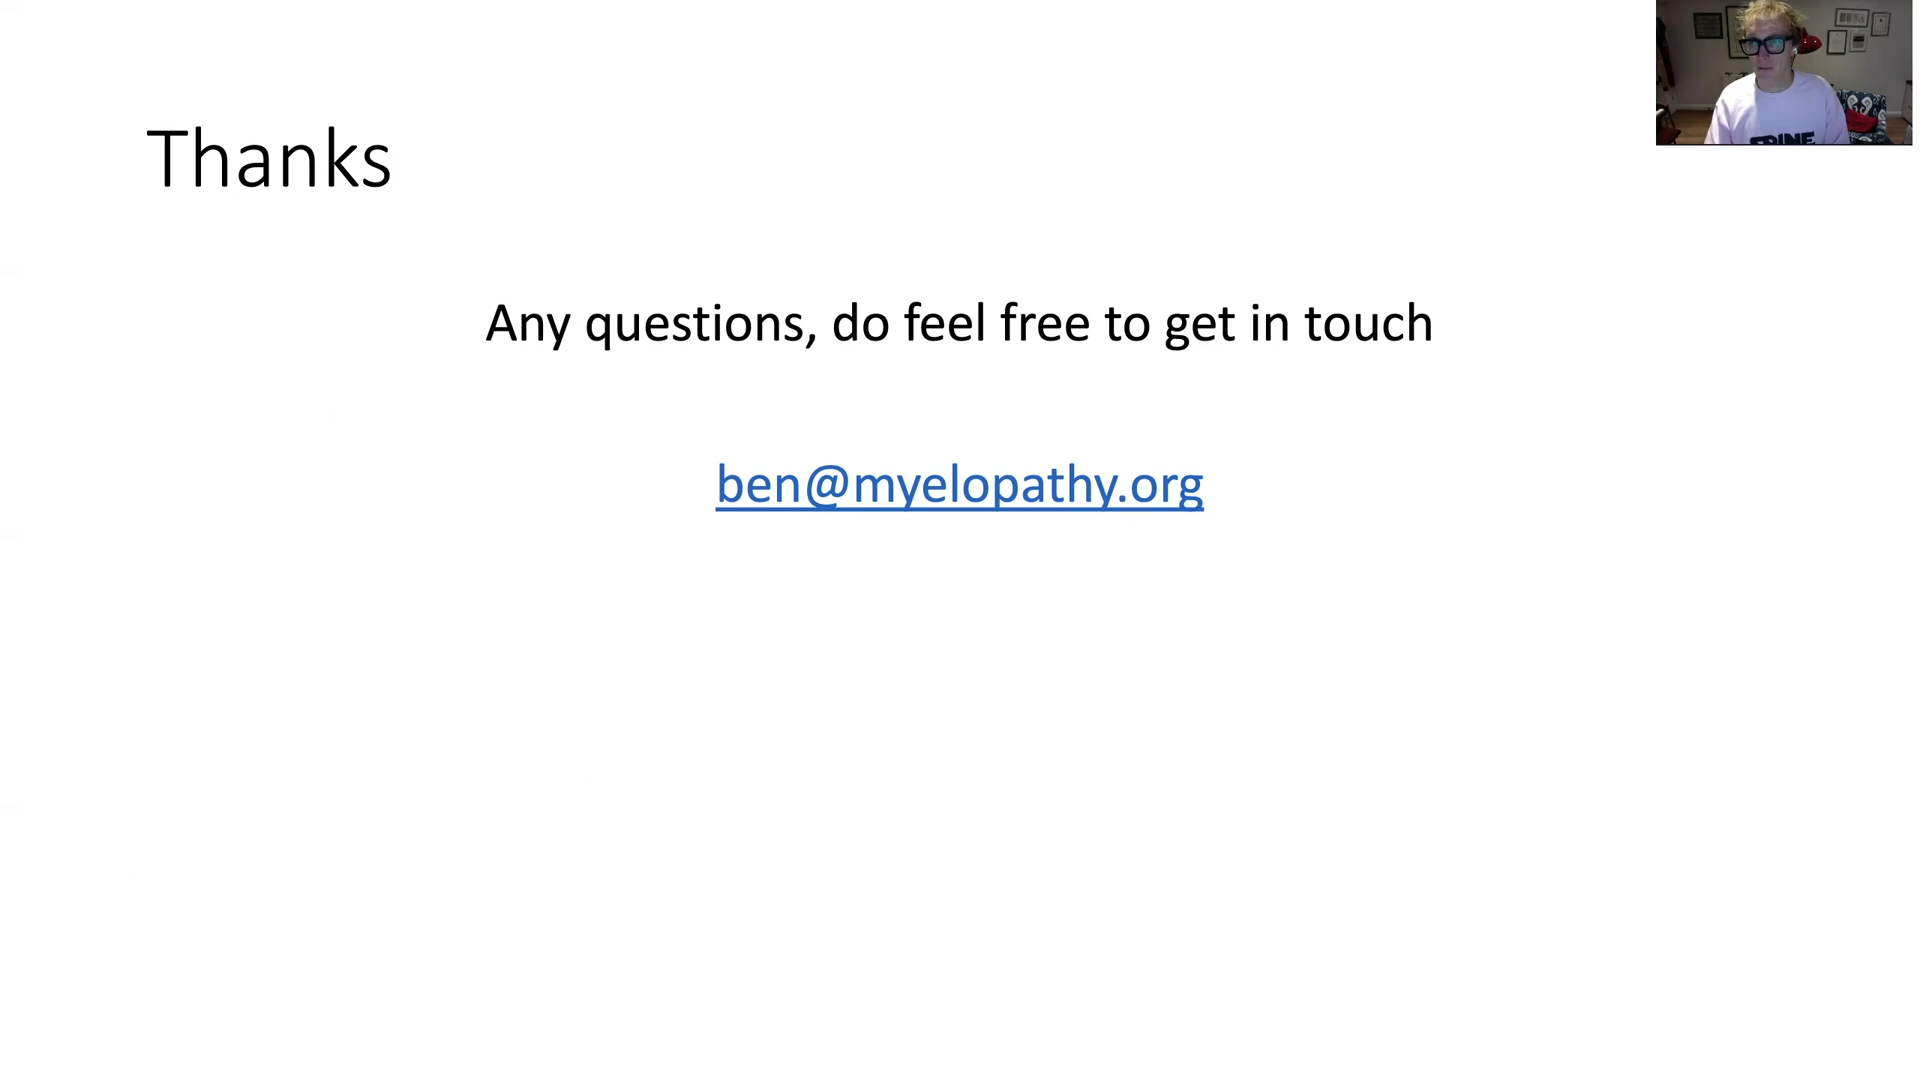 Thanks
Any questions, do feel free to get in touch
ben@myelopathy.org